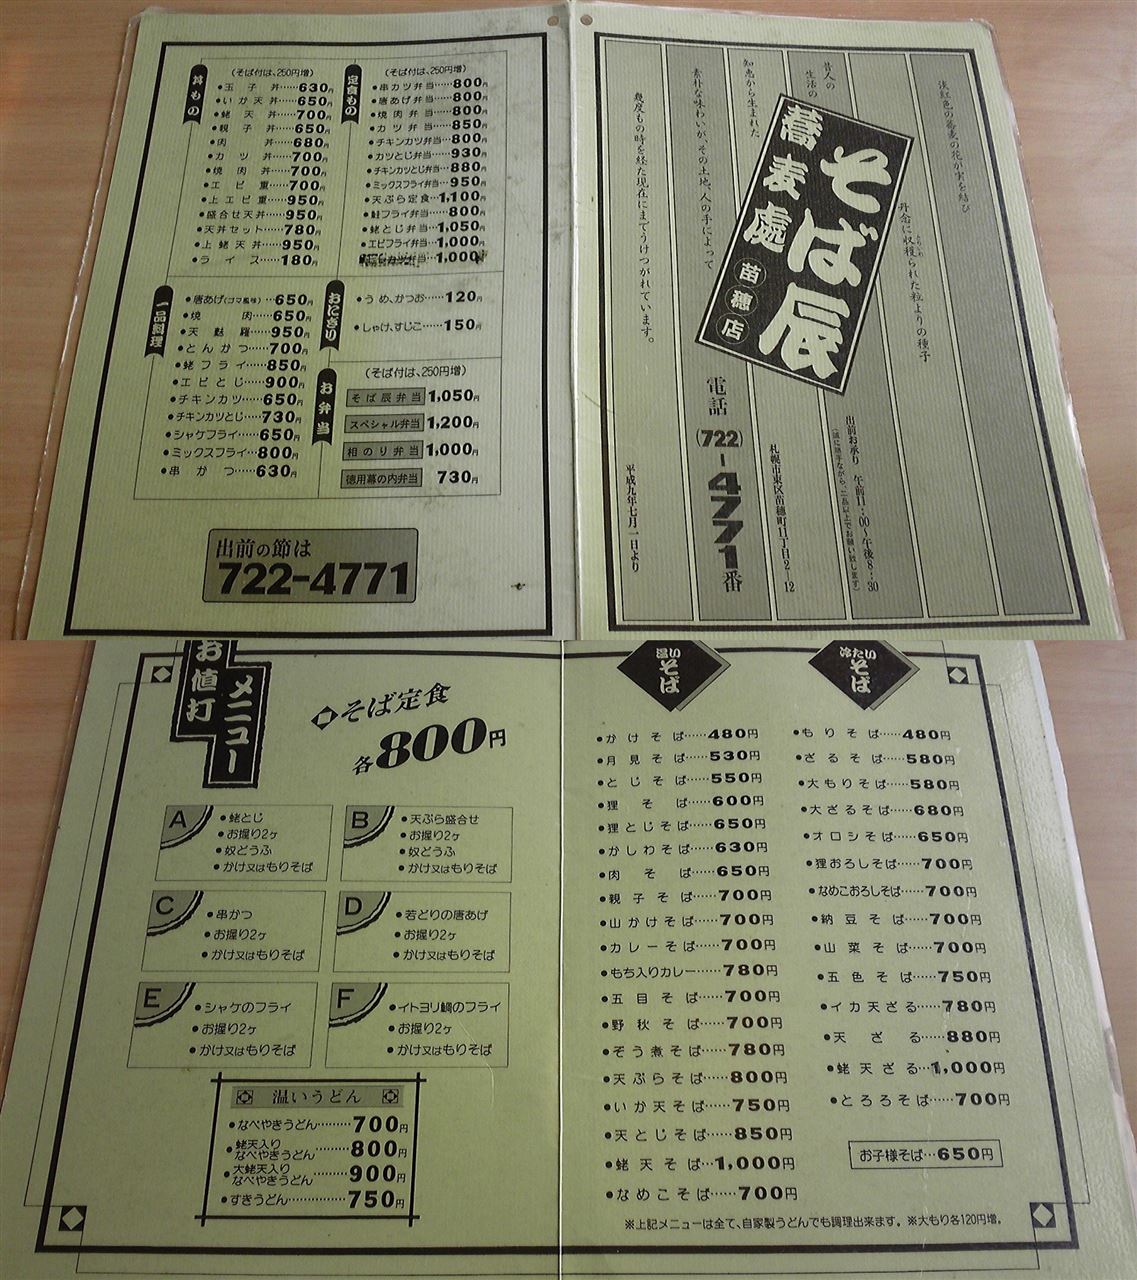 丼もの
(そば付は、250円増)
•玉子丼……630円
•いか天丼……650円
•蛯天丼……700円
•親子丼……650円
•肉丼……680円
•カツ丼……700円
•焼肉丼……700円
•エビ重……700円
•上エビ重……950円
•盛合せ天丼……950円
•天丼セット……780円
•上蛯天丼……950円
•ライス……180円
定食もの
(そば付は、250円増)
•串カツ弁当……800円
•唐あげ弁当……800円
•焼肉弁当……800円
•カツ弁当……850円
•チキンカツ弁当……800円
•カツとじ弁当……930円
•チキンカツとじ弁当……880円
•ミックスフライ弁当……950円
•天ぷら定食…1,100円
•鮭フライ弁当……800円
•蛯とじ弁当…1,050円
•エビフライ弁当…1,000円
弁当…1,000円
一品料理
•唐あげ(ゴマ風味)…650円
•焼肉……650円
•天麩羅……950円
•とんかつ……700円
•蛯フライ……850円
•エビとじ……900円
•チキンカツ……650円
•チキンカツとじ……730円
•シャケフライ……650円
•ミックスフライ……800円
•串かつ……630円
おにぎり
•うめ、かつお……120円
•しゃけ、すじこ……150円
お弁当
(そば付は、250円増)
そば辰弁当 1,050円
スペシャル弁当 1,200円
相のり弁当 1,000円
徳用幕の内弁当 730円
出前の節は
722-4771
淡紅色の蕎麦の花が実を結び
丹念に収穫られた粒よりの種子
昔人の
生活の
知恵から生まれた
素朴な味わいが、その土地、人の手によって
幾度もの時を経た現在にまでうけつがれています。
そば辰
蕎麦處
苗穂店
出前お承り 午前11:00～午後8:30
(誠に勝手ながら、二品以上でお願い致します)
札幌市東区苗穂町11丁目2-12
電話(722)-4771番
平成九年七月一日より
お値打
メニュー
そば定食
各800円
A
•蛯とじ
•お握り2ヶ
•奴どうふ
•かけ又はもりそば
B
•天ぷら盛合せ
•お握り2ヶ
•奴どうふ
•かけ又はもりそば
C
•串かつ
•お握り2ヶ
•かけ又はもりそば
D
•若どりの唐あげ
•お握り2ヶ
•かけ又はもりそば
E
•シャケのフライ
•お握り2ヶ
•かけ又はもりそば
F
•イトヨリ鯛のフライ
•お握り2ヶ
•かけ又はもりそば
温いうどん
•なべやきうどん……700円
•蛯天入りなべやきうどん……800円
•大蛯天入りなべやきうどん……900円
•すきうどん……750円
温いそば
•かけそば……480円
•月見そば……530円
•とじそば……550円
•狸そば……600円
•狸とじそば……650円
•かしわそば……630円
•肉そば……650円
•親子そば……700円
•山かけそば……700円
•カレーそば……700円
•もち入りカレー……780円
•五目そば……700円
•野秋そば……700円
•ぞう煮そば……780円
•天ぷらそば……800円
•いか天そば……750円
•天とじそば……850円
•蛯天そば…1,000円
•なめこそば……700円
冷たいそば
•もりそば……480円
•ざるそば……580円
•大もりそば……580円
•大ざるそば……680円
•オロシそば……650円
•狸おろしそば……700円
•なめこおろしそば……700円
•納豆そば……700円
•山菜そば……700円
•五色そば……750円
•イカ天ざる……780円
•天ざる……880円
•蛯天ざる…1,000円
•とろろそば……700円
お子様そば…650円
※上記メニューは全て、自家製うどんでも調理出来ます。※大もり各120円増。